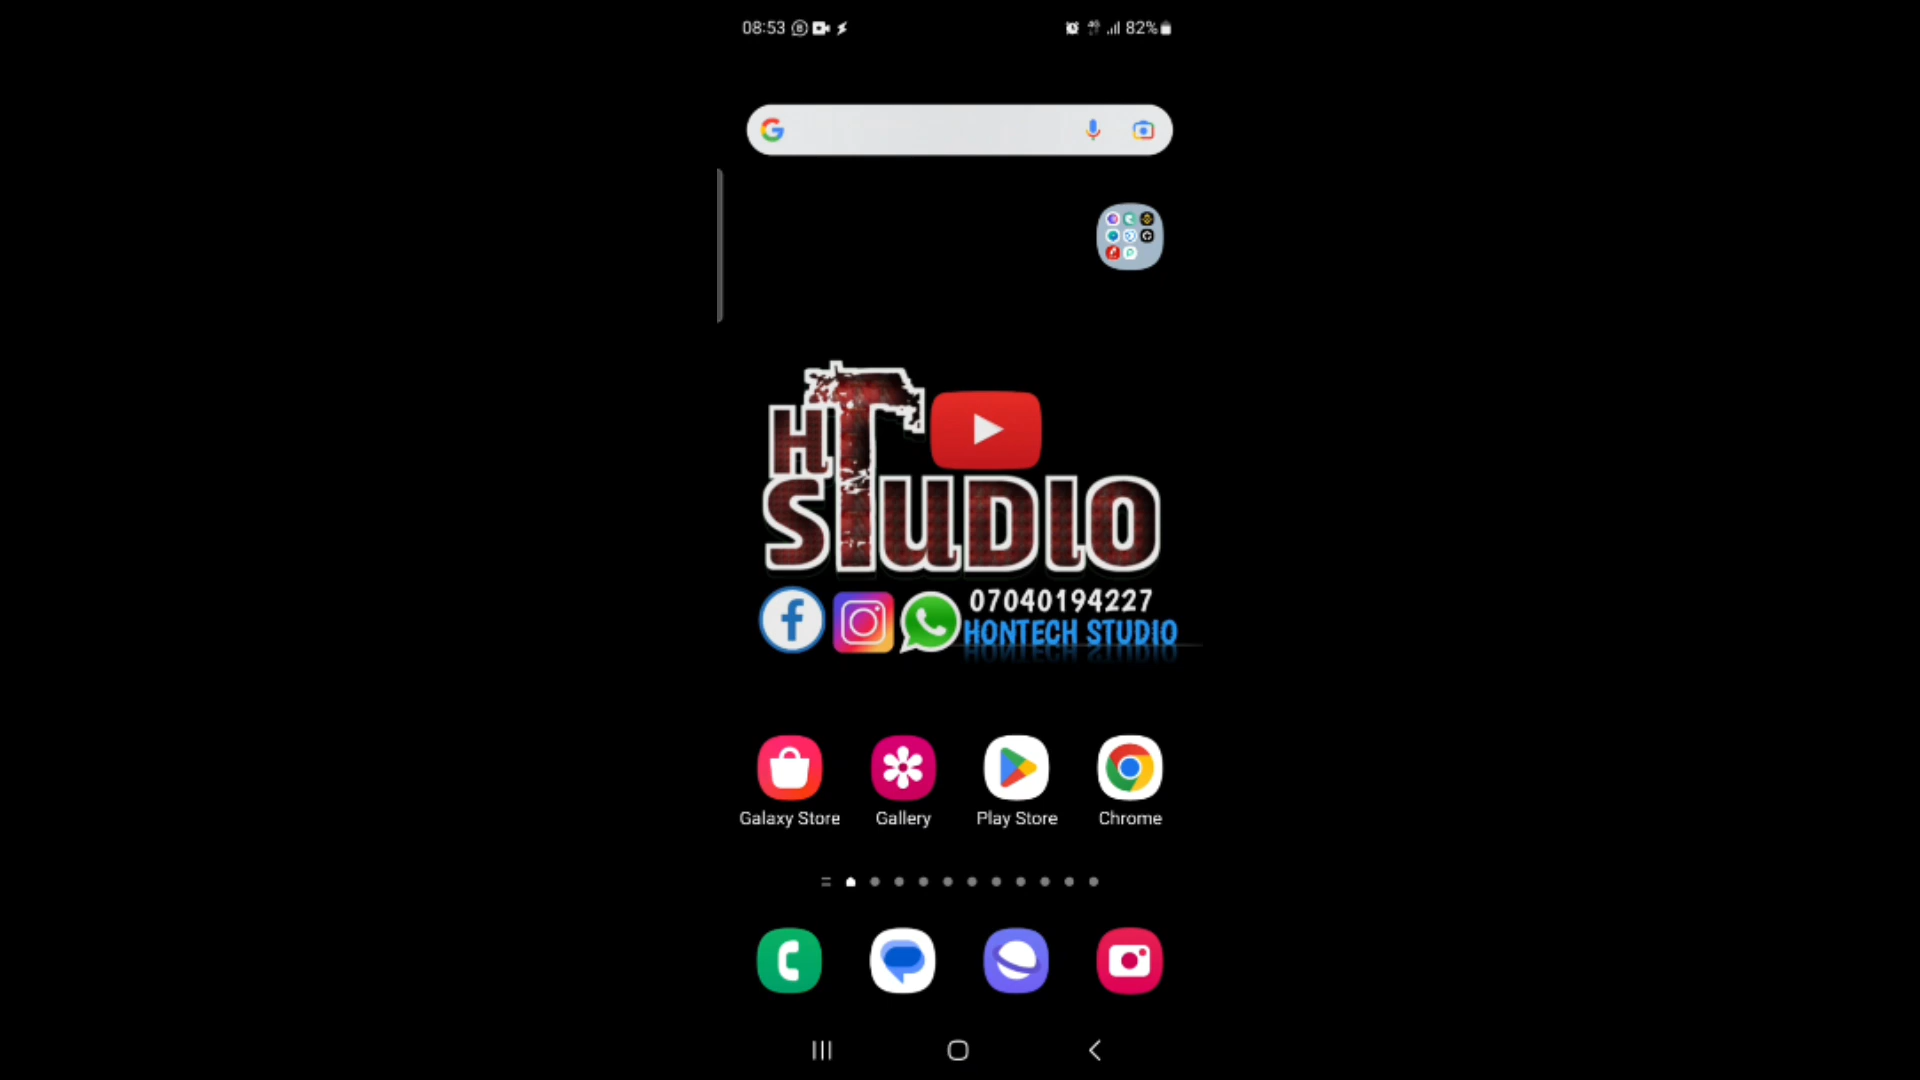 08:53 82%
HT
STUDIO
07040194227
HONTECH STUDIO
Galaxy Store Gallery Play Store Chrome